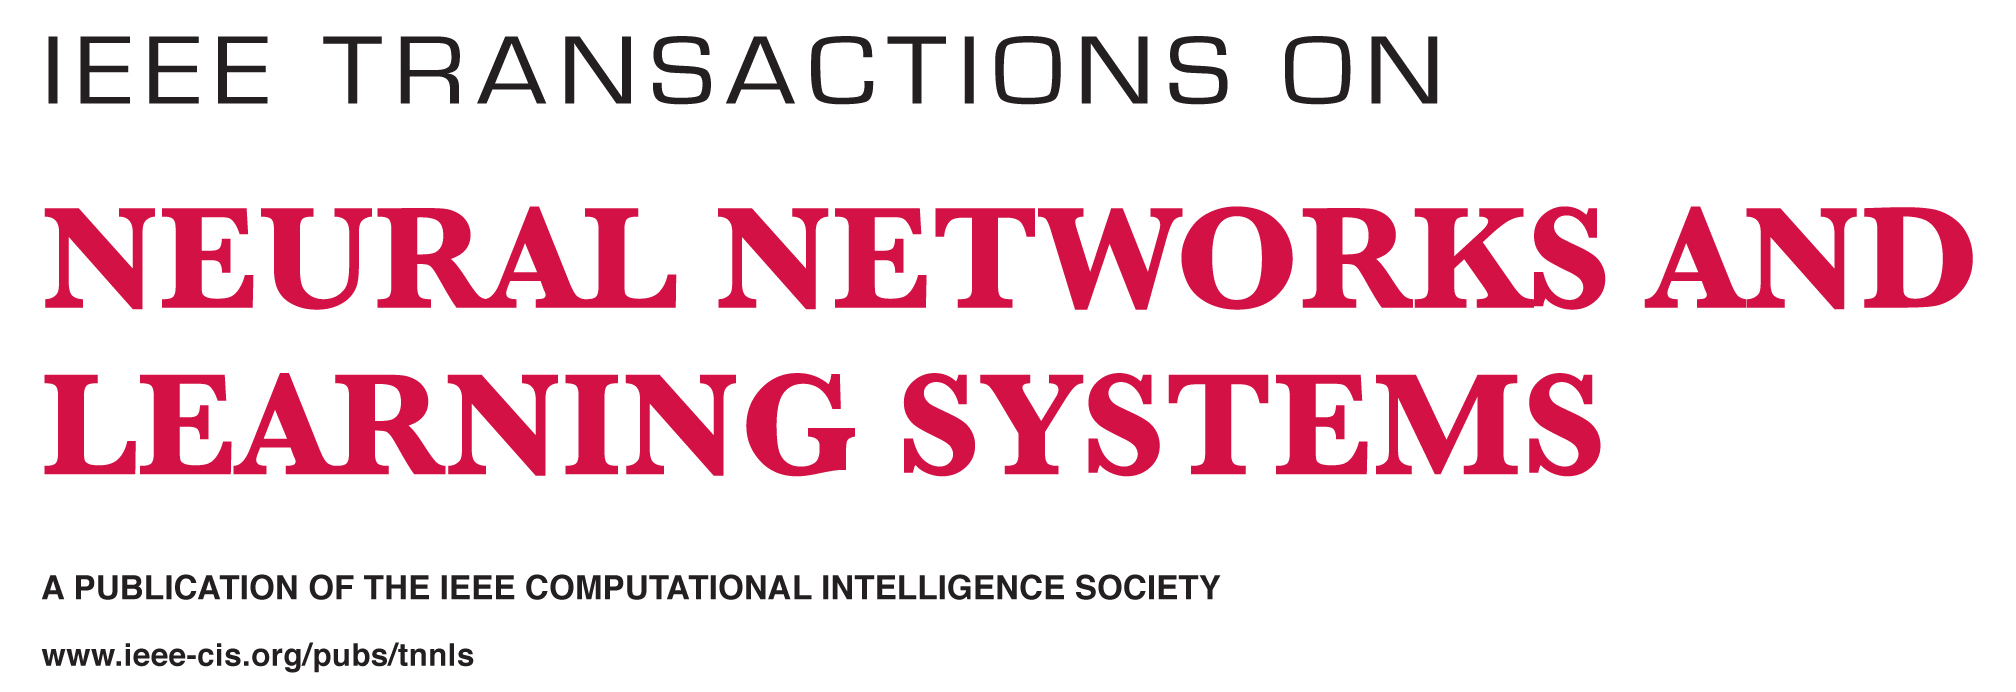 IEEE TRANSACTIONS ON
NEURAL NETWORKS AND
LEARNING SYSTEMS
A PUBLICATION OF THE IEEE COMPUTATIONAL INTELLIGENCE SOCIETY
www.ieee-cis.org/pubs/tnnls